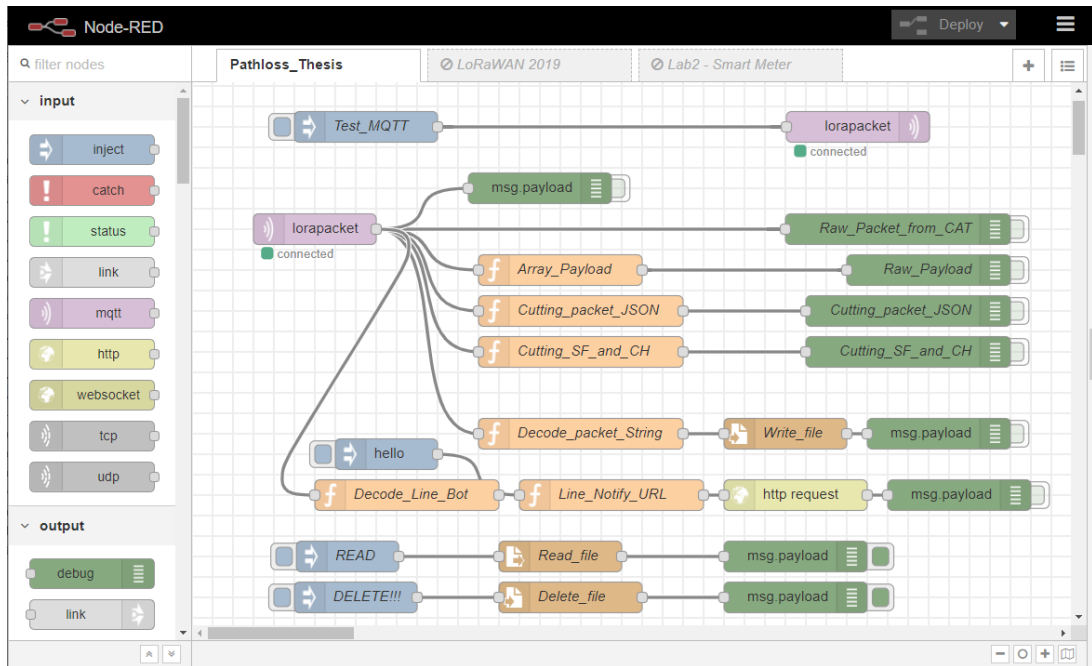 Node-RED
Deploy
filter nodes
Pathloss_Thesis
LoRaWAN 2019
Lab2 - Smart Meter
input
inject
catch
status
link
mqtt
http
websocket
tcp
udp
output
debug
link
Test_MQTT
lorapacket
connected
msg.payload
lorapacket
connected
Raw_Packet_from_CAT
Array_Payload
Raw_Payload
Cutting_packet_JSON
Cutting_packet_JSON
Cutting_SF_and_CH
Cutting_SF_and_CH
Decode_packet_String
Write_file
msg.payload
hello
Decode_Line_Bot
Line_Notify_URL
http request
msg.payload
READ
Read_file
msg.payload
DELETE!!!
Delete_file
msg.payload